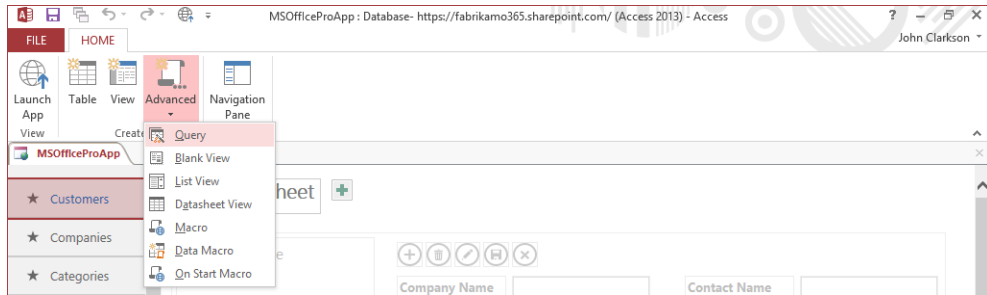 MSOfficeProApp : Database- https://fabrikamo365.sharepoint.com/ (Access 2013) - Access
?
FILE HOME John Clarkson
Launch App Table View Advanced Navigation Pane
View Create
MSOfficeProApp
Query
Blank View
List View
Datasheet View
Macro
Data Macro
On Start Macro
Customers
Companies
Categories
heet
Company Name Contact Name